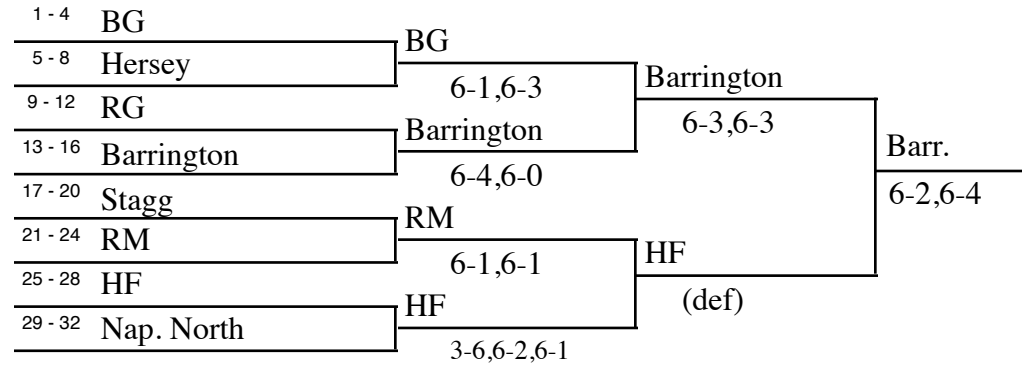 1 - 4 BG
5 - 8 Hersey
9 - 12 RG
13 - 16 Barrington
17 - 20 Stagg
21 - 24 RM
25 - 28 HF
29 - 32 Nap. North
BG
6-1,6-3
Barrington
6-4,6-0
RM
6-1,6-1
HF
3-6,6-2,6-1
Barrington
6-3,6-3
HF
(def)
Barr.
6-2,6-4